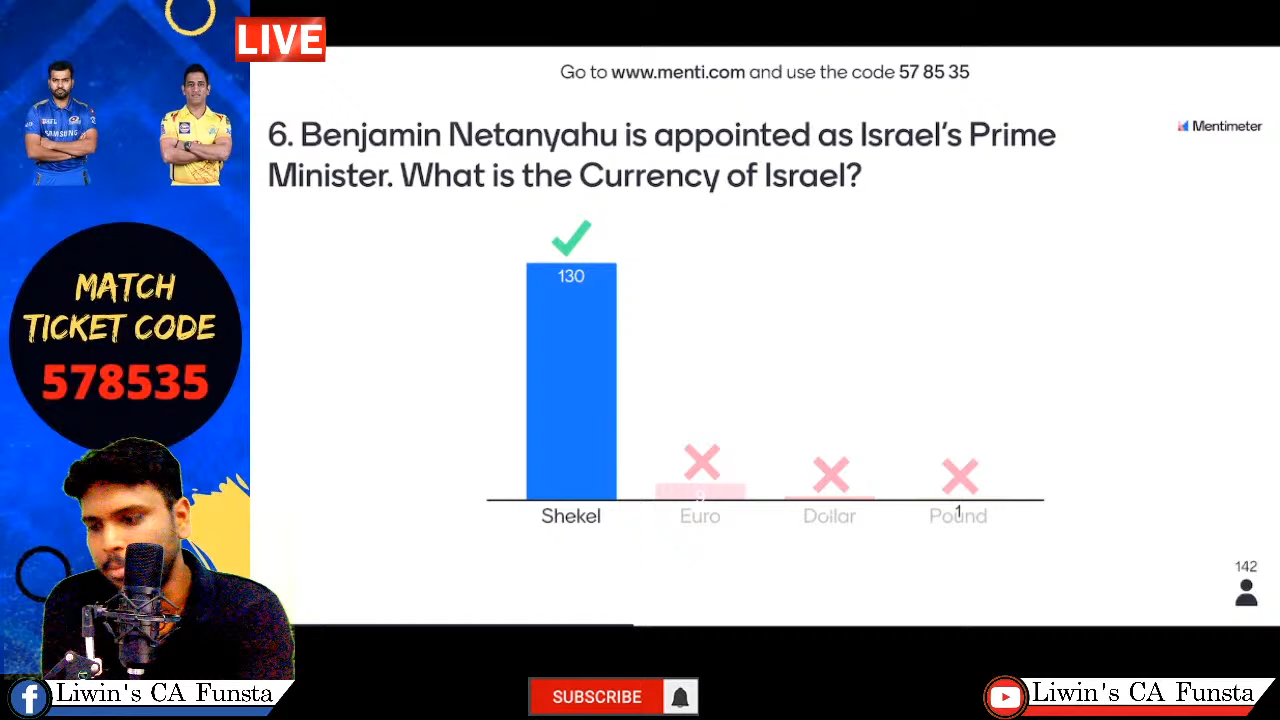 LIVE
Go to www.menti.com and use the code 57 85 35
6. Benjamin Netanyahu is appointed as Israel's Prime
Minister. What is the Currency of Israel?
Mentimeter
SAMSUNG
MATCH
TICKET CODE
578535
130
9
1
Shekel
Euro
Dollar
Pound
142
Liwin's CA Funsta
SUBSCRIBE
Liwin's CA Funsta